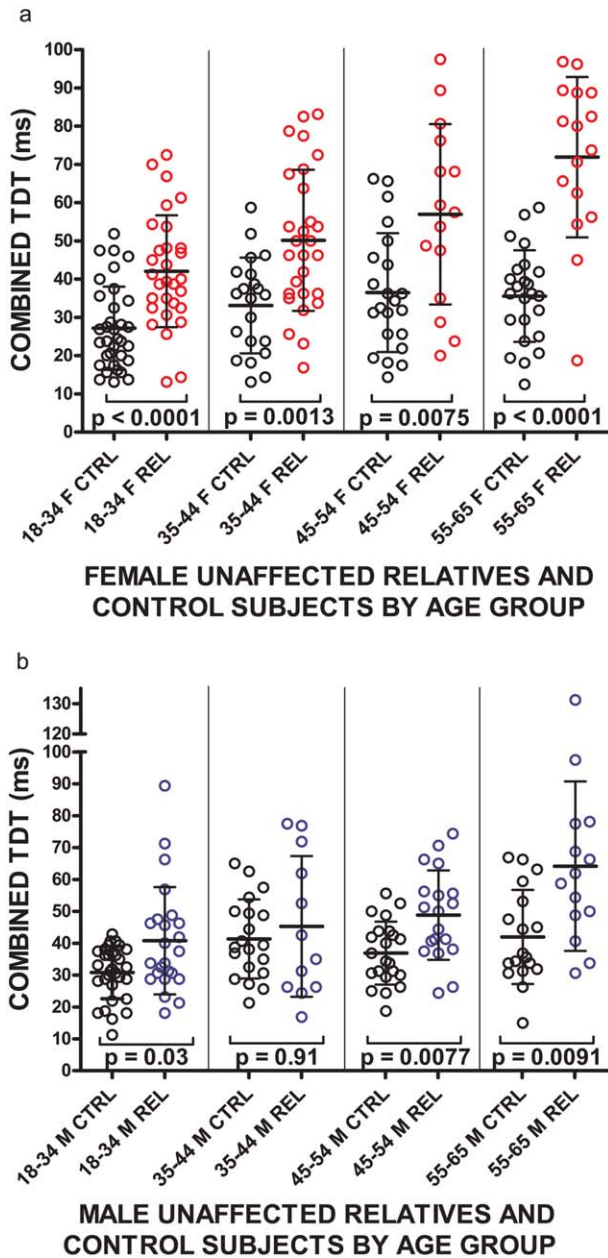 a
COMBINED TDT (ms)
100
90
80
70
60
50
40
30
20
10
0
p < 0.0001
p = 0.0013
p = 0.0075
p < 0.0001
18-34 F CTRL
18-34 F REL
35-44 F CTRL
35-44 F REL
45-54 F CTRL
45-54 F REL
55-65 F CTRL
55-65 F REL
FEMALE UNAFFECTED RELATIVES AND
CONTROL SUBJECTS BY AGE GROUP
b
COMBINED TDT (ms)
130
120
100
90
80
70
60
50
40
30
20
10
0
p = 0.03
p = 0.91
p = 0.0077
p = 0.0091
18-34 M CTRL
18-34 M REL
35-44 M CTRL
35-44 M REL
45-54 M CTRL
45-54 M REL
55-65 M CTRL
55-65 M REL
MALE UNAFFECTED RELATIVES AND
CONTROL SUBJECTS BY AGE GROUP